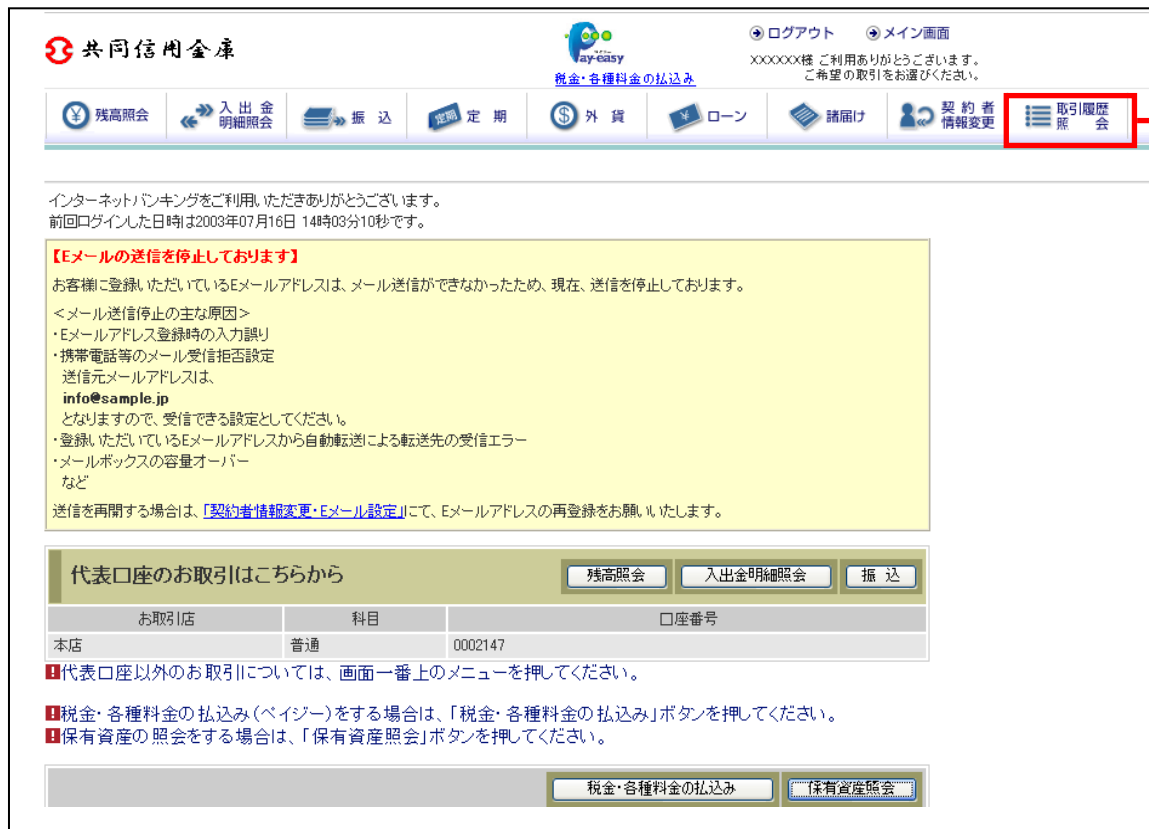 共同信用金庫
Pay-easy
税金・各種料金の払込み
ログアウト メイン画面
XXXXXX様 ご利用ありがとうございます。
ご希望の取引をお選びください。
残高照会
入出金
明細照会
振込
定期 定期
外貨
ローン
諸届け
契約者
情報変更
取引履歴
照会
インターネットバンキングをご利用いただきありがとうございます。
前回ログインした日時は2003年07月16日 14時03分10秒です。
【Eメールの送信を停止しております】
お客様に登録いただいているEメールアドレスは、メール送信ができなかったため、現在、送信を停止しております。
＜メール送信停止の主な原因＞
・Eメールアドレス登録時の入力誤り
・携帯電話等のメール受信拒否設定
送信元メールアドレスは、
info@sample.jp
となりますので、受信できる設定としてください。
・登録いただいているEメールアドレスから自動転送による転送先の受信エラー
・メールボックスの容量オーバー
など
送信を再開する場合は、「契約者情報変更・Eメール設定」にて、Eメールアドレスの再登録をお願いいたします。
代表口座のお取引はこちらから 残高照会 入出金明細照会 振込
お取引店 科目 口座番号
本店 普通 0002147
代表口座以外のお取引については、画面一番上のメニューを押してください。
税金・各種料金の払込み(ペイジー)をする場合は、「税金・各種料金の払込み」ボタンを押してください。
保有資産の照会をする場合は、「保有資産照会」ボタンを押してください。
税金・各種料金の払込み 保有資産照会